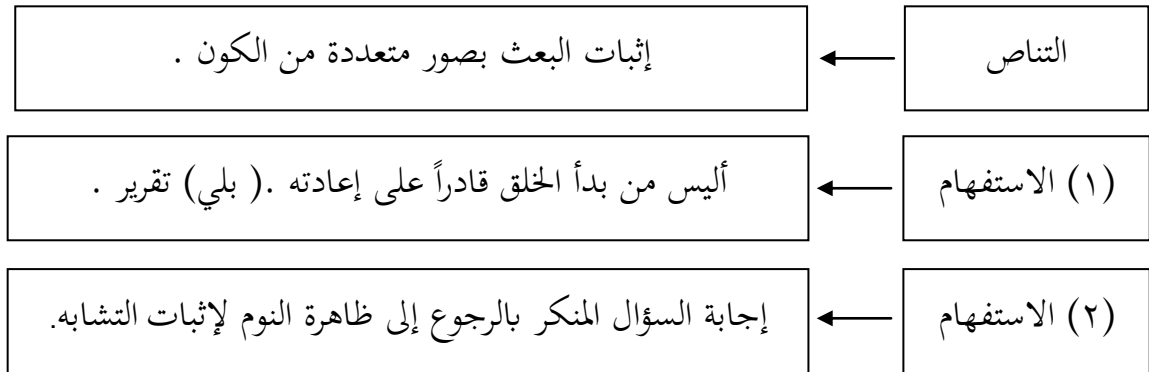 التناص
إثبات البعث بصور متعددة من الكون .
(١) الاستفهام
أليس من بدأ الخلق قادراً على إعادته .( بلي) تقرير .
(٢) الاستفهام
إجابة السؤال المنكر بالرجوع إلى ظاهرة النوم لإثبات التشابه.